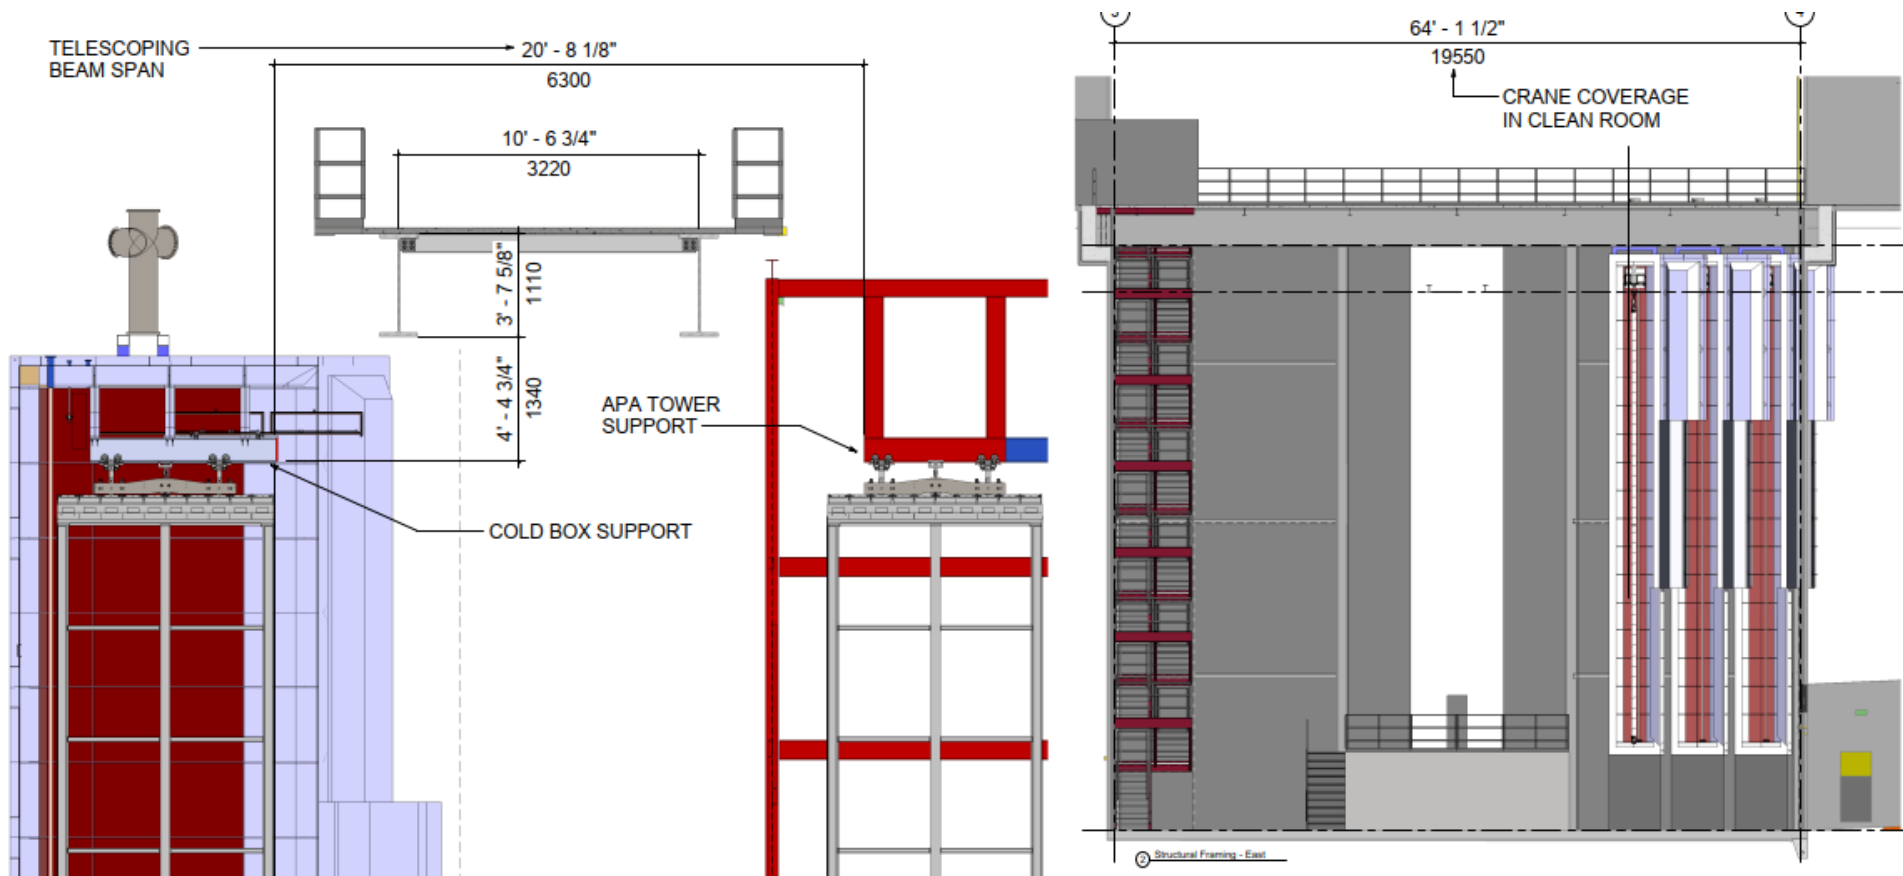 TELESCOPING
BEAM SPAN
20' - 8 1/8"
6300
10' - 6 3/4"
3220
3' - 7 5/8"
1110
4' - 4 3/4"
1340
APA TOWER
SUPPORT
COLD BOX SUPPORT
64' - 1 1/2"
19550
CRANE COVERAGE
IN CLEAN ROOM
2 Structural Framing - East